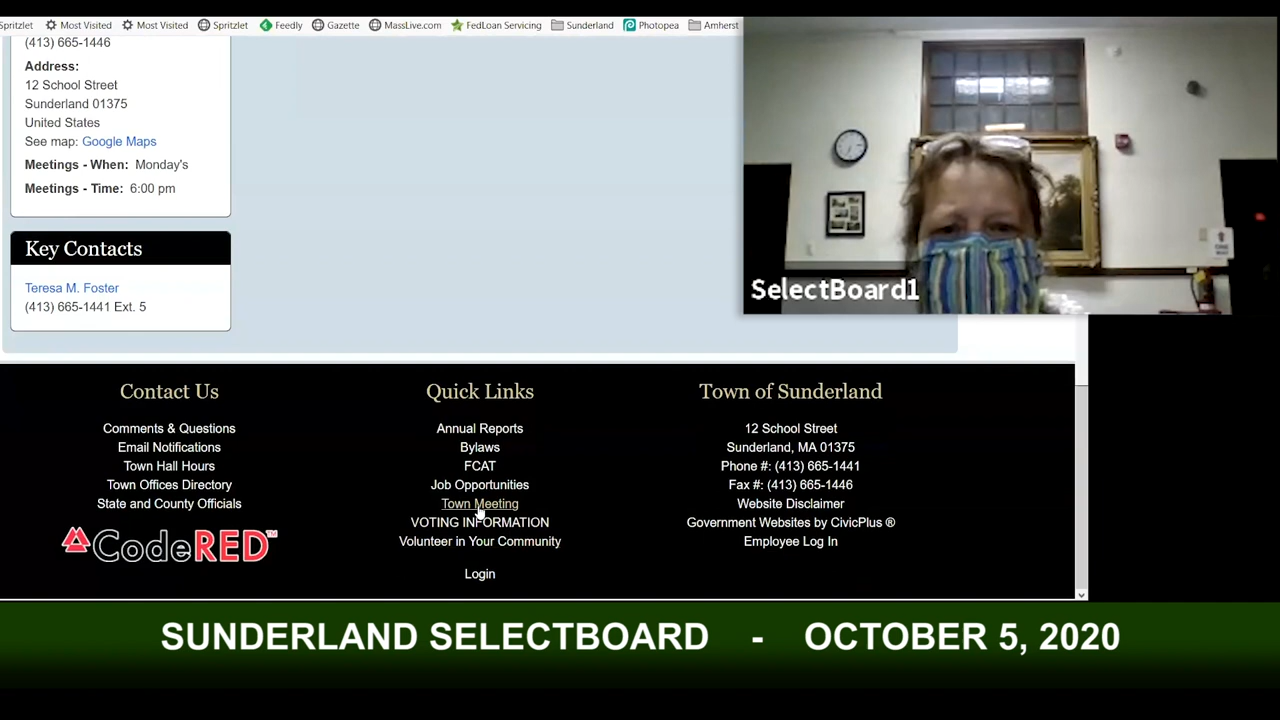 Spritzlet Most Visited Most Visited Spritzlet Feedly Gazette MassLive.com FedLoan Servicing Sunderland Photopea Amherst
(413) 665-1446
Address:
12 School Street
Sunderland 01375
United States
See map: Google Maps
Meetings - When: Monday's
Meetings - Time: 6:00 pm
Key Contacts
Teresa M. Foster
(413) 665-1441 Ext. 5
SelectBoard1
Contact Us
Comments & Questions
Email Notifications
Town Hall Hours
Town Offices Directory
State and County Officials
CodeRED™
Quick Links
Annual Reports
Bylaws
FCAT
Job Opportunities
Town Meeting
VOTING INFORMATION
Volunteer in Your Community
Login
Town of Sunderland
12 School Street
Sunderland, MA 01375
Phone #: (413) 665-1441
Fax #: (413) 665-1446
Website Disclaimer
Government Websites by CivicPlus ®
Employee Log In
SUNDERLAND SELECTBOARD - OCTOBER 5, 2020